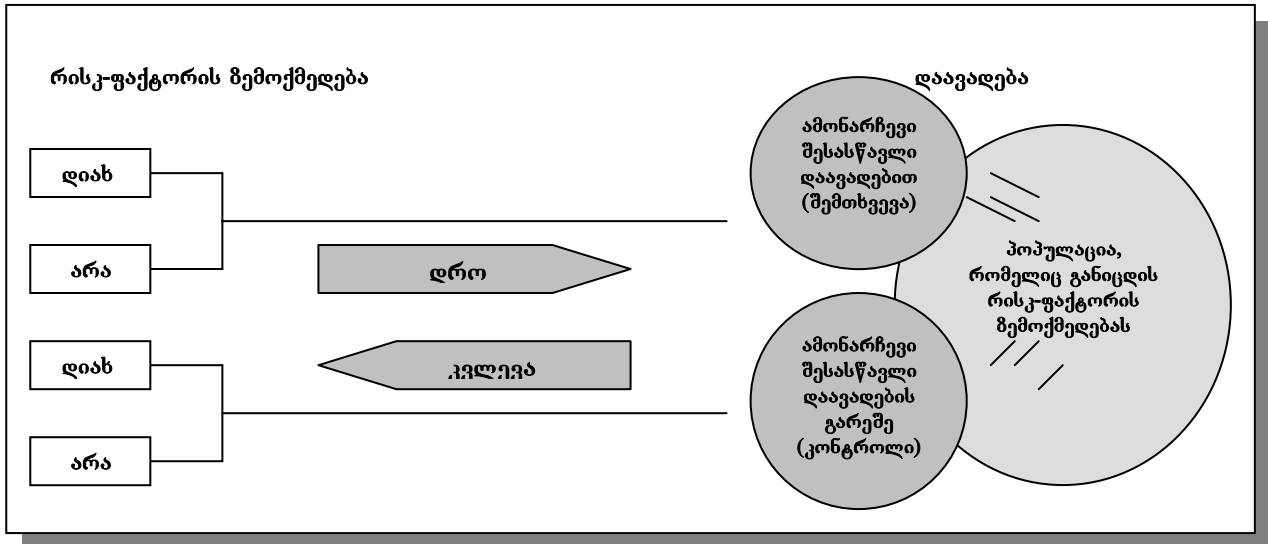 რისკ-ფაქტორის ზემოქმედება
დაავადება
დიახ
არა
დრო
კვლევა
დიახ
არა
ამონარჩევი
შესასწავლი
დაავადებით
(შემთხვევა)
ამონარჩევი
შესასწავლი
დაავადების
გარეშე
(კონტროლი)
პოპულაცია,
რომელიც განიცდის
რისკ-ფაქტორის
ზემოქმედებას